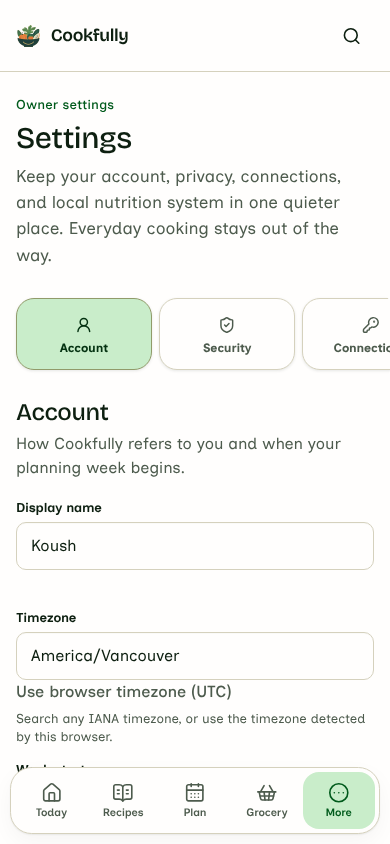 Cookfully
Owner settings
Settings
Keep your account, privacy, connections,
and local nutrition system in one quieter
place. Everyday cooking stays out of the
way.
Account
Security
Account
How Cookfully refers to you and when your
planning week begins.
Display name
Koush
Timezone
America/Vancouver
Use browser timezone (UTC)
Search any IANA timezone, or use the timezone detected
by this browser.
Today
Recipes
Plan
Grocery
More